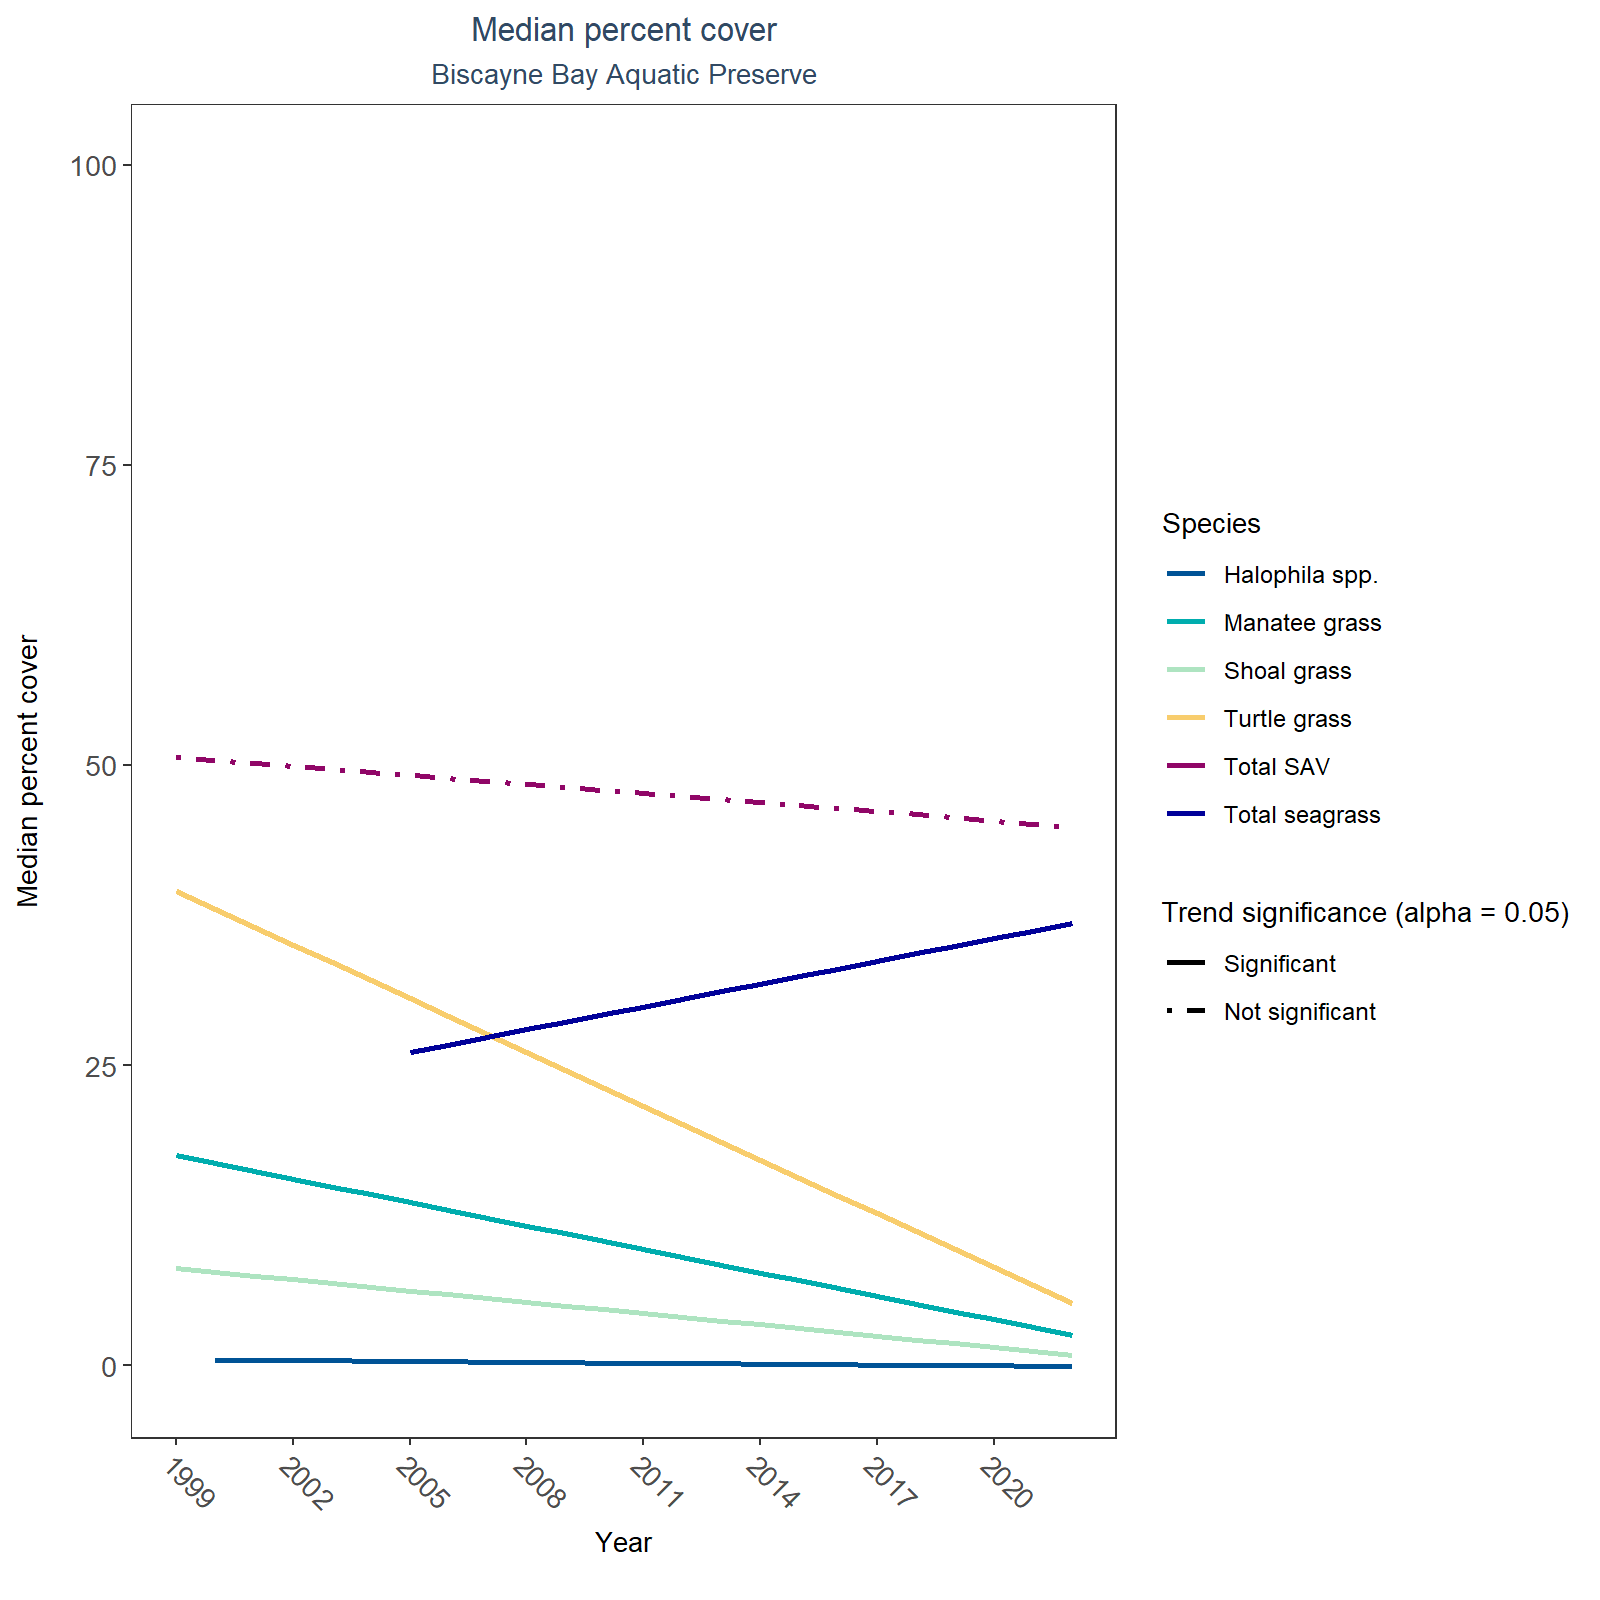 Median percent cover
Biscayne Bay Aquatic Preserve
Median percent cover
100
75
50
25
0
1999
2002
2005
2008
2011
2014
2017
2020
Year
Species
Halophila spp.
Manatee grass
Shoal grass
Turtle grass
Total SAV
Total seagrass
Trend significance (alpha = 0.05)
Significant
Not significant